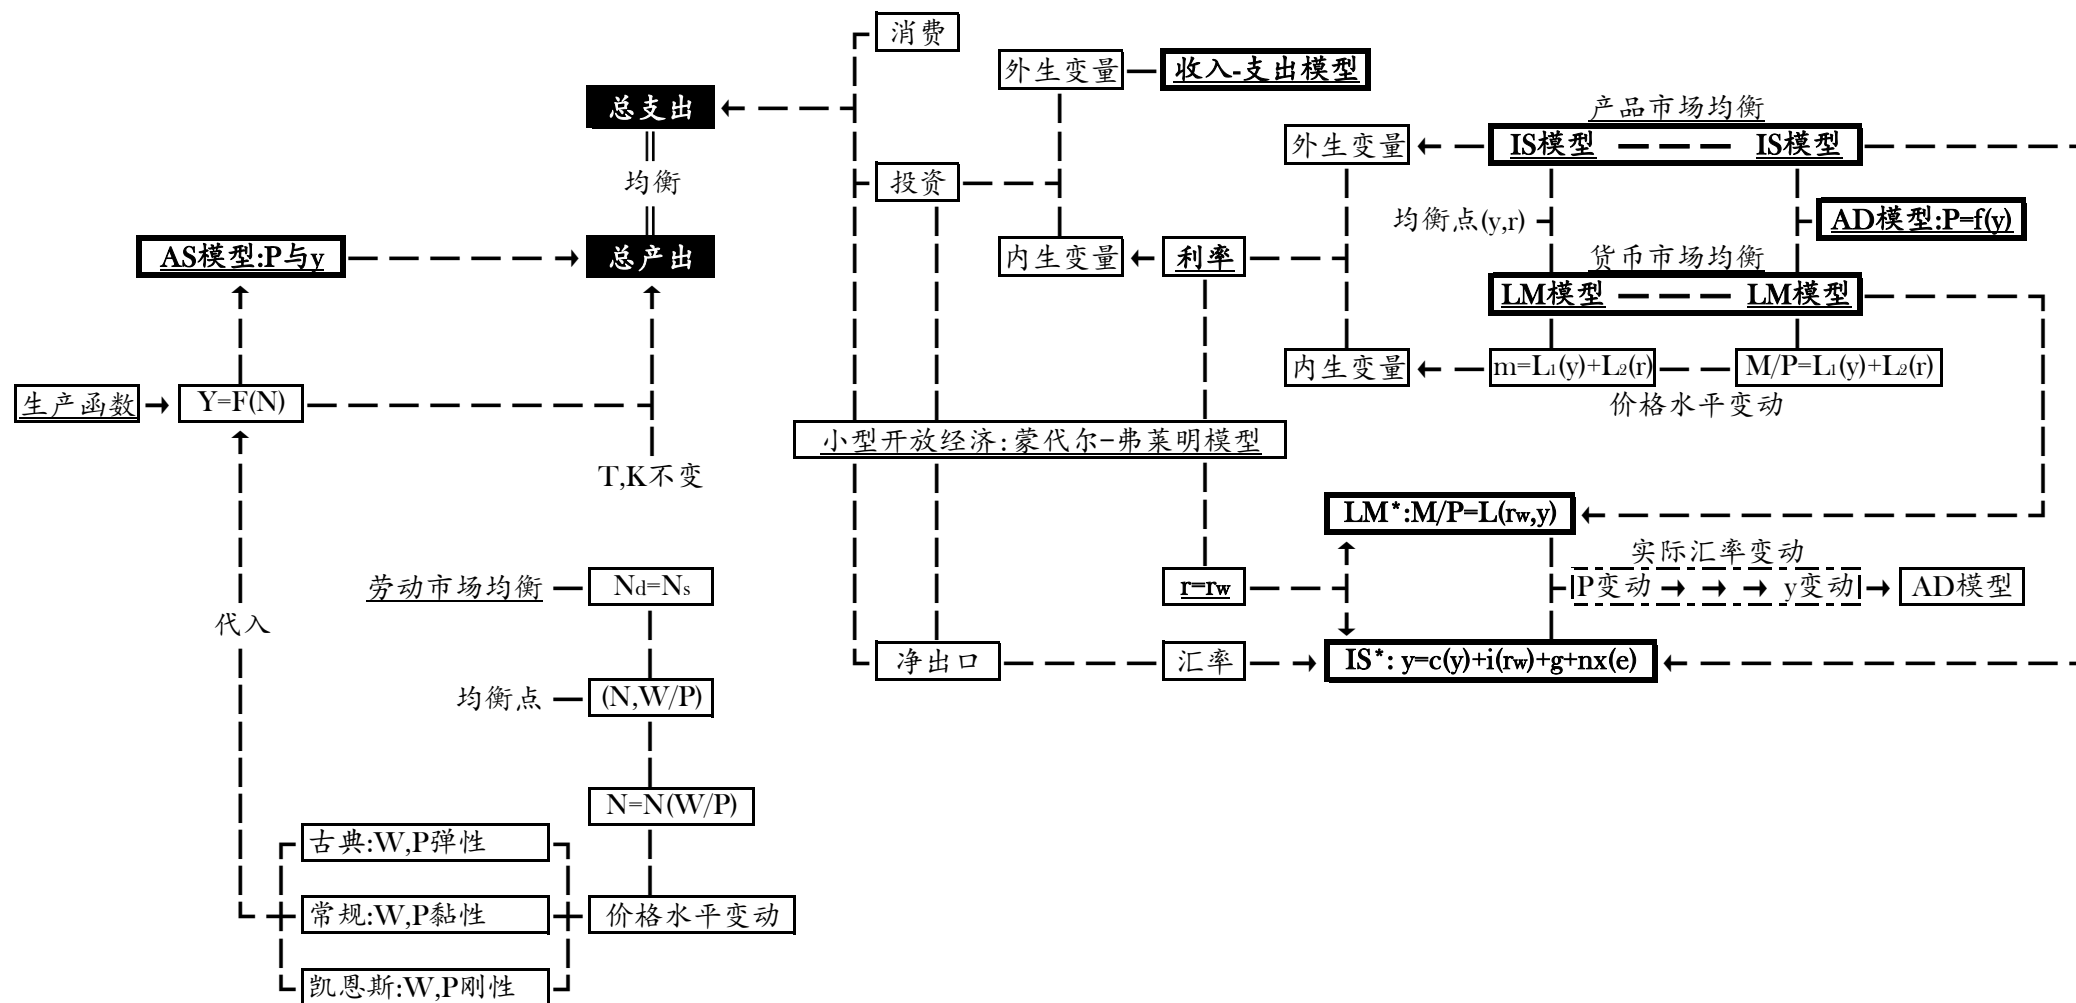 消费
外生变量
收入-支出模型
总支出
产品市场均衡
外生变量
IS模型
IS模型
均衡
投资
均衡点(y,r)
AD模型:P=f(y)
AS模型:P与y
总产出
内生变量
利率
货币市场均衡
LM模型
LM模型
内生变量
m=L₁(y)+L₂(r)
M/P=L₁(y)+L₂(r)
价格水平变动
生产函数
Y=F(N)
小型开放经济:蒙代尔-弗莱明模型
T,K不变
LM*:M/P=L(rw,y)
实际汇率变动
劳动市场均衡
Nd=Ns
r=rw
P变动
y变动
AD模型
代入
净出口
汇率
IS*: y=c(y)+i(rw)+g+nx(e)
均衡点
(N,W/P)
N=N(W/P)
古典:W,P弹性
常规:W,P黏性
价格水平变动
凯恩斯:W,P刚性